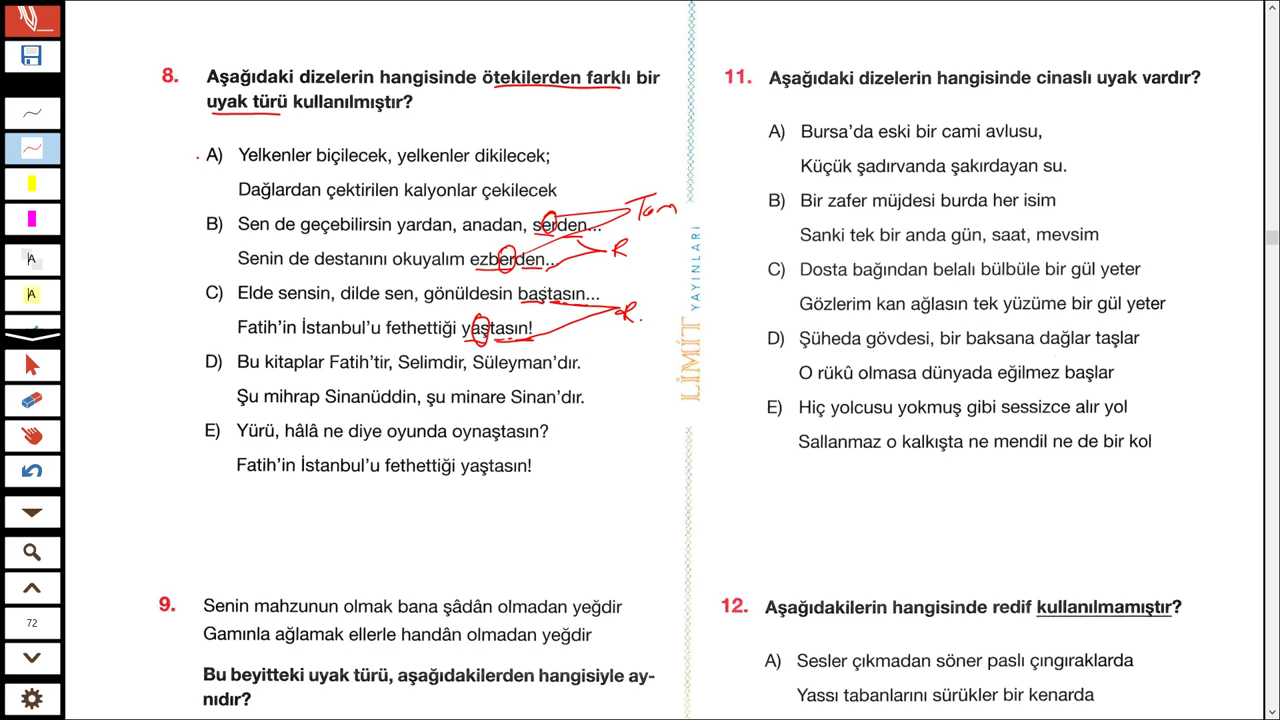 8. Aşağıdaki dizelerin hangisinde ötekilerden farklı bir
uyak türü kullanılmıştır?
A) Yelkenler biçilecek, yelkenler dikilecek;
Dağlardan çektirilen kalyonlar çekilecek
B) Sen de geçebilirsin yardan, anadan, serden...
Senin de destanını okuyalım ezberden...
C) Elde sensin, dilde sen, gönüldesin baştasın...
Fatih'in İstanbul'u fethettiği yaştasın!
D) Bu kitaplar Fatih'tir, Selimdir, Süleyman'dır.
Şu mihrap Sinanüddin, şu minare Sinan'dır.
E) Yürü, hâlâ ne diye oyunda oynaştasın?
Fatih'in İstanbul'u fethettiği yaştasın!
Tam
R
R.
9. Senin mahzunun olmak bana şâdân olmadan yeğdir
Gamınla ağlamak ellerle handân olmadan yeğdir
Bu beyitteki uyak türü, aşağıdakilerden hangisiyle ay-
nıdır?
LİMİT YAYINLARI
11. Aşağıdaki dizelerin hangisinde cinaslı uyak vardır?
A) Bursa'da eski bir cami avlusu,
Küçük şadırvanda şakırdayan su.
B) Bir zafer müjdesi burda her isim
Sanki tek bir anda gün, saat, mevsim
C) Dosta bağından belalı bülbüle bir gül yeter
Gözlerim kan ağlasın tek yüzüme bir gül yeter
D) Şüheda gövdesi, bir baksana dağlar taşlar
O rükû olmasa dünyada eğilmez başlar
E) Hiç yolcusu yokmuş gibi sessizce alır yol
Sallanmaz o kalkışta ne mendil ne de bir kol
12. Aşağıdakilerin hangisinde redif kullanılmamıştır?
A) Sesler çıkmadan söner paslı çıngıraklarda
Yassı tabanlarını sürükler bir kenarda
A
A
72